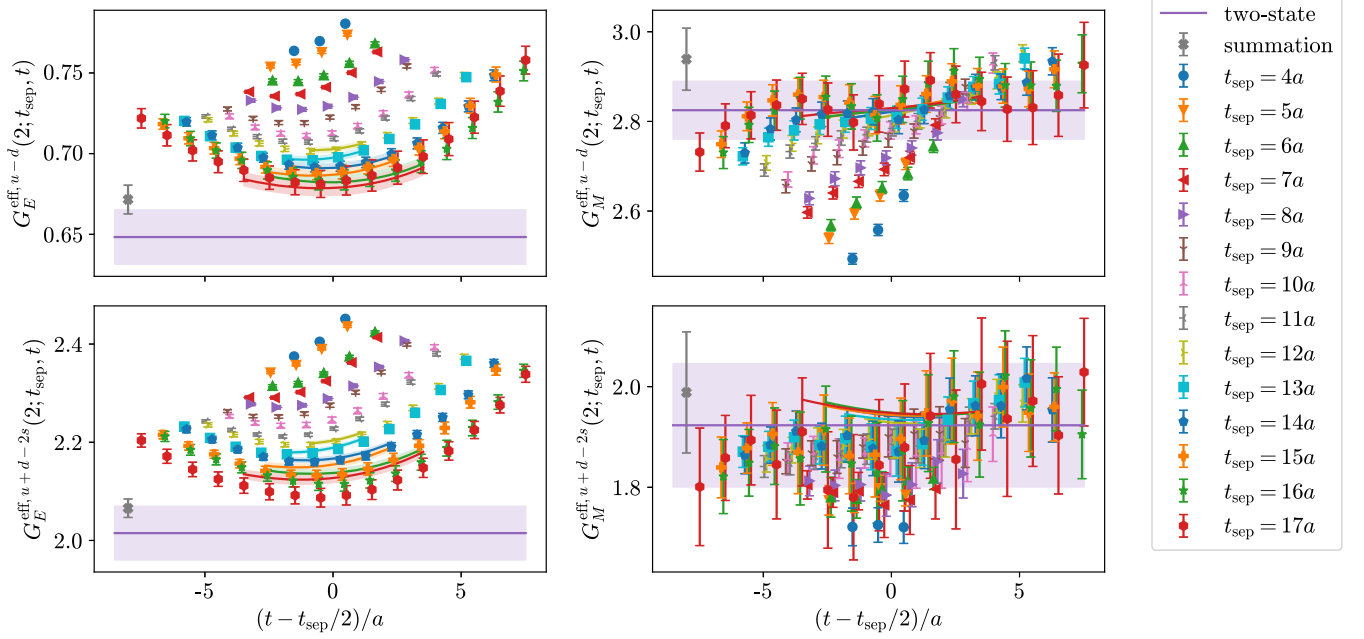 0.75
0.70
0.65
G_E^{eff, u−d}(2; t_sep, t)
3.0
2.8
2.6
G_M^{eff, u−d}(2; t_sep, t)
2.4
2.2
2.0
G_E^{eff, u+d−2s}(2; t_sep, t)
-5
0
5
(t − t_sep/2)/a
2.0
1.8
G_M^{eff, u+d−2s}(2; t_sep, t)
-5
0
5
(t − t_sep/2)/a
two-state
summation
t_sep = 4a
t_sep = 5a
t_sep = 6a
t_sep = 7a
t_sep = 8a
t_sep = 9a
t_sep = 10a
t_sep = 11a
t_sep = 12a
t_sep = 13a
t_sep = 14a
t_sep = 15a
t_sep = 16a
t_sep = 17a